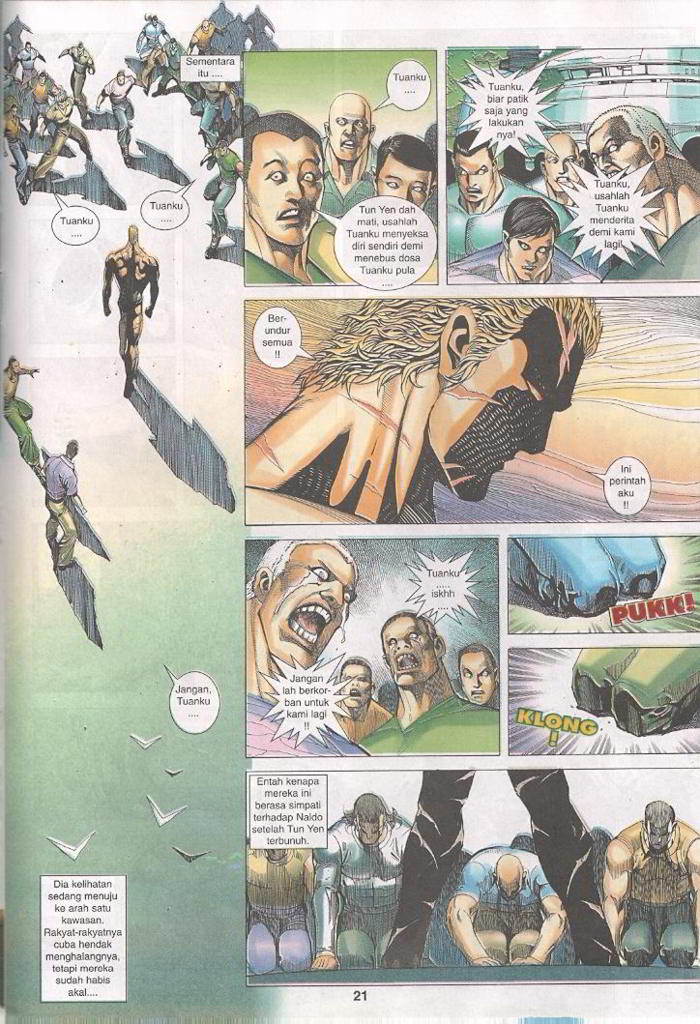 Sementara
itu ....
Tuanku
....
Tuanku
....
Jangan,
Tuanku
....
Dia kelihatan
sedang menuju
ke arah satu
kawasan.
Rakyat-rakyatnya
cuba hendak
menghalangnya,
tetapi mereka
sudah habis
akal....
Tuanku
....
Tun Yen dah
mati, usahlah
Tuanku menyeksa
diri sendiri demi
menebus dosa
Tuanku pula
....
Tuanku,
biar patik
saja yang
lakukan
nya!
Tuanku,
usahlah
Tuanku
menderita
demi kami
lagi!
Ber-
undur
semua
!!
Ini
perintah
aku
!!
Tuanku
.....
iskhh
Jangan
lah berkor-
ban untuk
kami lagi
!!
PUKK!
KLONG
!
Entah kenapa
mereka ini
berasa simpati
terhadap Naldo
setelah Tun Yen
terbunuh.
21